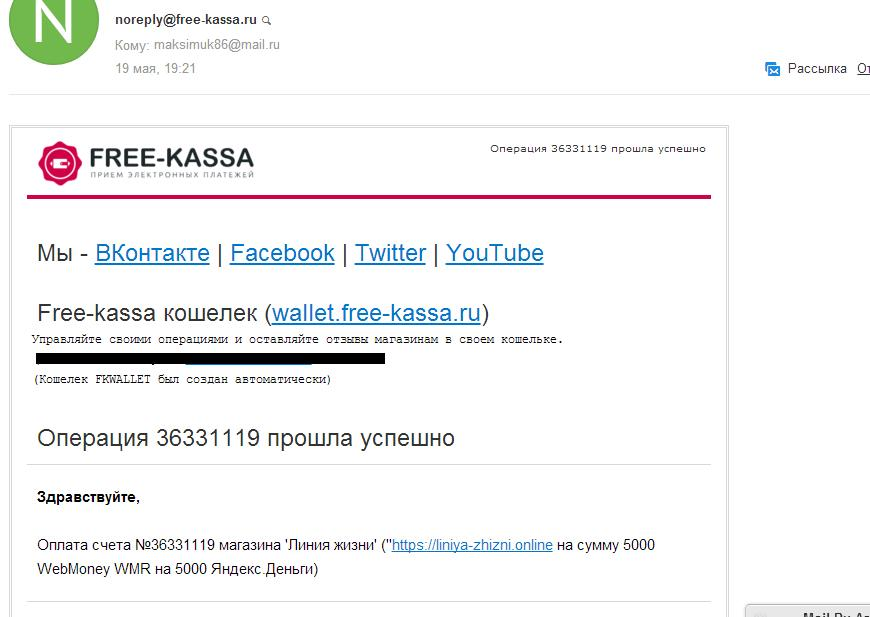 N
noreply@free-kassa.ru
Кому: maksimuk86@mail.ru
19 мая, 19:21
Рассылка
FREE-KASSA
ПРИЕМ ЭЛЕКТРОННЫХ ПЛАТЕЖЕЙ
Операция 36331119 прошла успешно
Мы - ВКонтакте | Facebook | Twitter | YouTube
Free-kassa кошелек (wallet.free-kassa.ru)
Управляйте своими операциями и оставляйте отзывы магазинам в своем кошельке.
(Кошелек FKWALLET был создан автоматически)
Операция 36331119 прошла успешно
Здравствуйте,
Оплата счета №36331119 магазина 'Линия жизни' ("https://liniya-zhizni.online на сумму 5000
WebMoney WMR на 5000 Яндекс.Деньги)